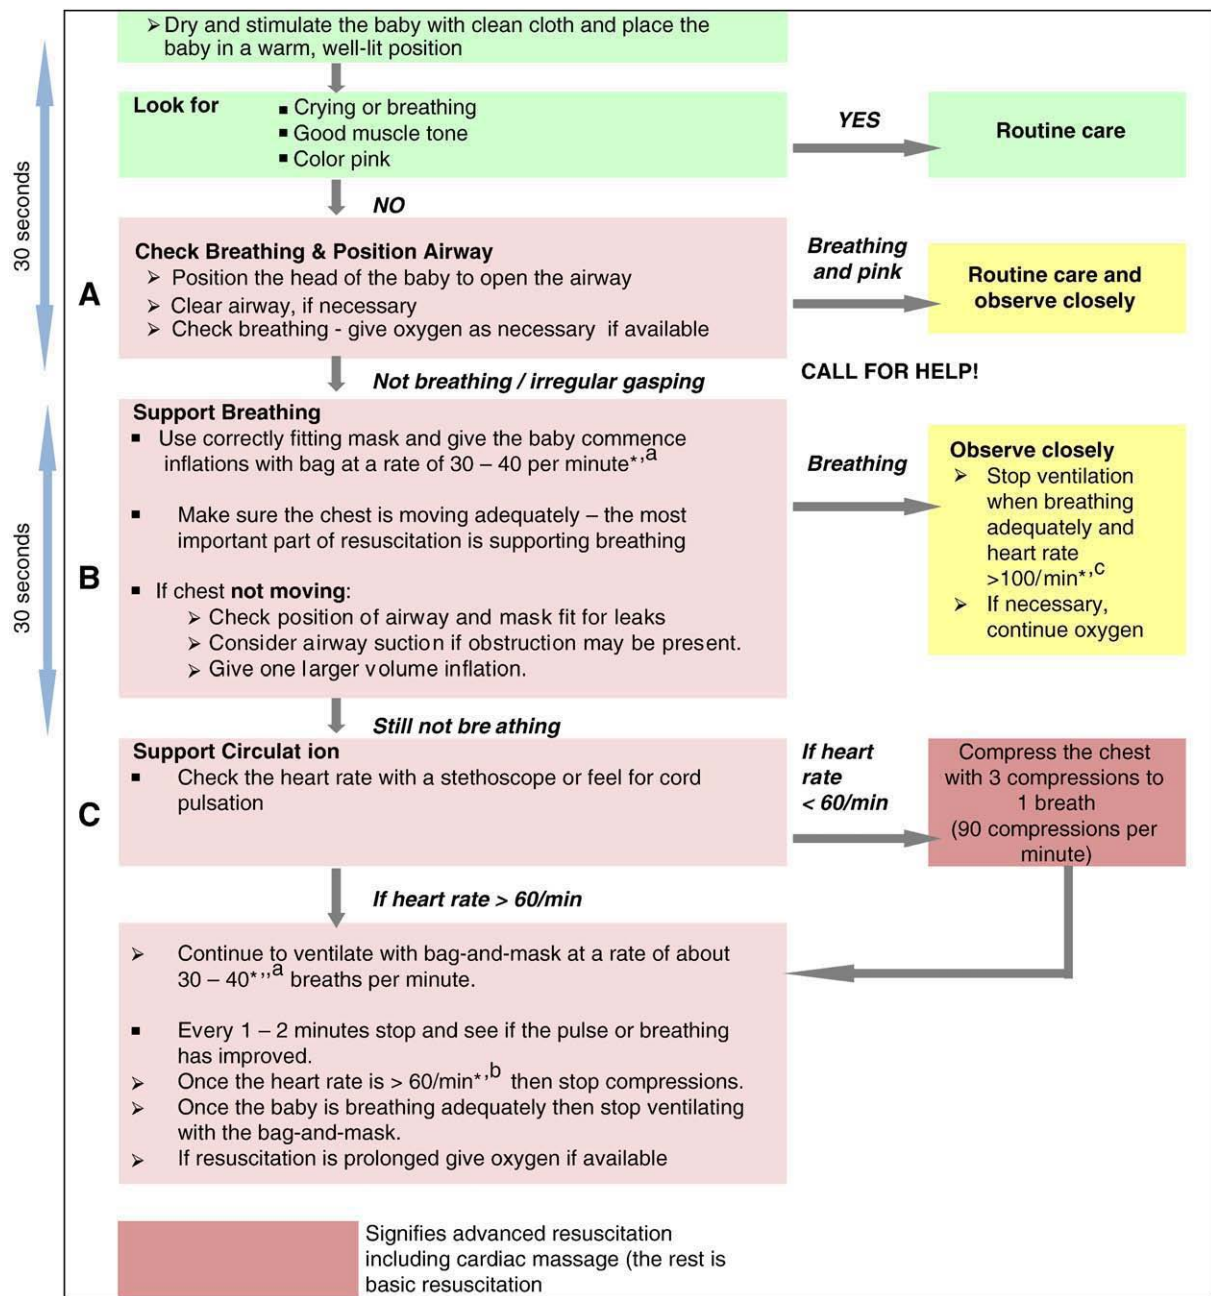 ➢Dry and stimulate the baby with clean cloth and place the
baby in a warm, well-lit position
Look for
▪ Crying or breathing
▪ Good muscle tone
▪ Color pink
YES
Routine care
NO
30 seconds
A
Check Breathing & Position Airway
➢ Position the head of the baby to open the airway
➢ Clear airway, if necessary
➢ Check breathing - give oxygen as necessary if available
Breathing
and pink
Routine care and
observe closely
Not breathing / irregular gasping
CALL FOR HELP!
30 seconds
B
Support Breathing
▪ Use correctly fitting mask and give the baby commence
inflations with bag at a rate of 30 – 40 per minute*,a
▪ Make sure the chest is moving adequately – the most
important part of resuscitation is supporting breathing
▪ If chest not moving:
➢ Check position of airway and mask fit for leaks
➢ Consider airway suction if obstruction may be present.
➢ Give one larger volume inflation.
Breathing
Observe closely
➢ Stop ventilation
when breathing
adequately and
heart rate
>100/min*,c
➢ If necessary,
continue oxygen
Still not bre athing
C
Support Circulat ion
▪ Check the heart rate with a stethoscope or feel for cord
pulsation
If heart
rate
< 60/min
Compress the chest
with 3 compressions to
1 breath
(90 compressions per
minute)
If heart rate > 60/min
➢ Continue to ventilate with bag-and-mask at a rate of about
30 – 40*,,a breaths per minute.
▪ Every 1 – 2 minutes stop and see if the pulse or breathing
has improved.
➢ Once the heart rate is > 60/min*,b then stop compressions.
➢ Once the baby is breathing adequately then stop ventilating
with the bag-and-mask.
➢ If resuscitation is prolonged give oxygen if available
Signifies advanced resuscitation
including cardiac massage (the rest is
basic resuscitation